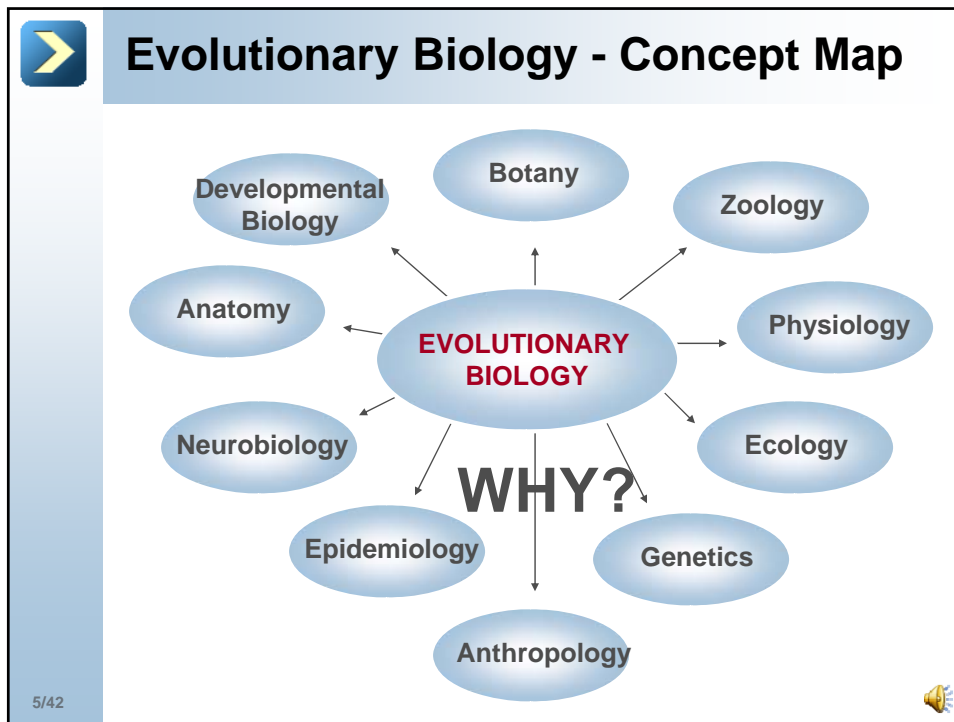 Evolutionary Biology - Concept Map
Botany
Developmental
Biology
Zoology
Anatomy
Physiology
EVOLUTIONARY
BIOLOGY
Neurobiology
Ecology
WHY?
Epidemiology
Genetics
Anthropology
5/42